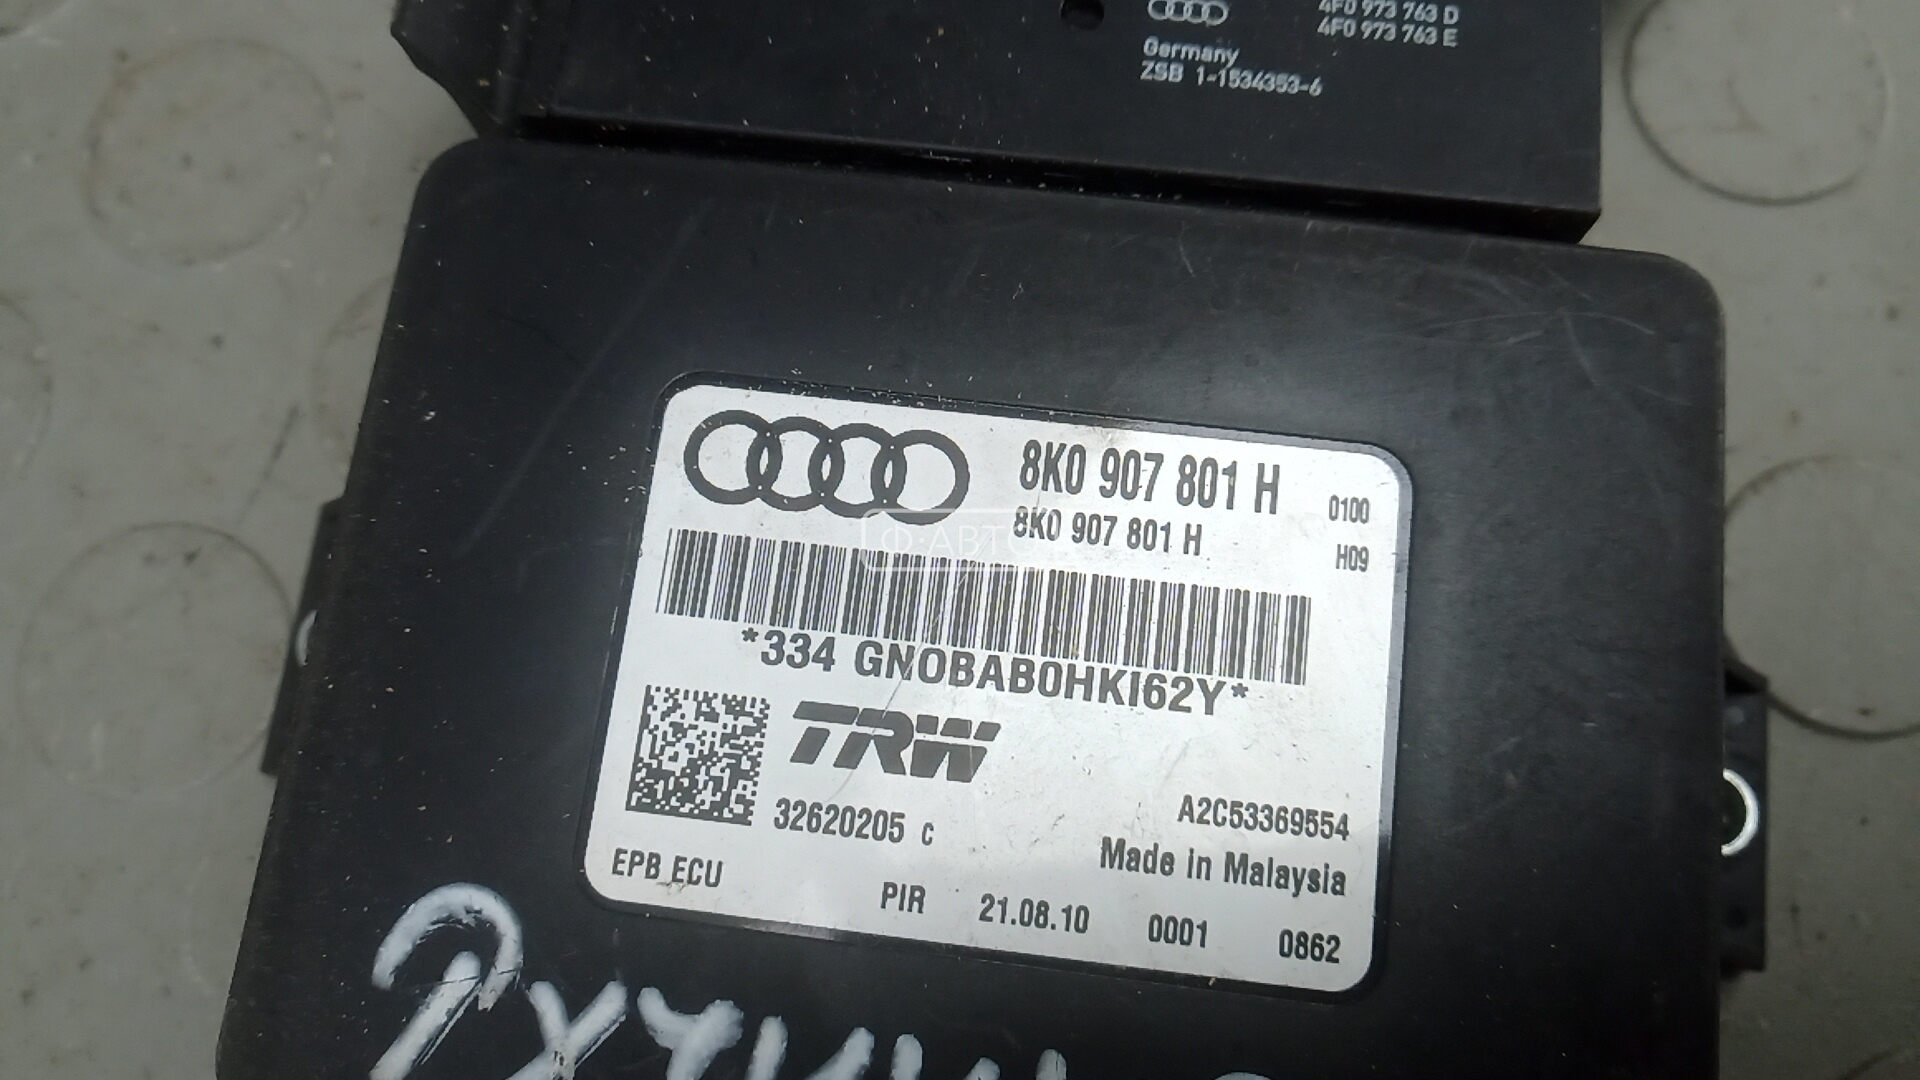 4F0 973 763 D
4F0 973 763 E
Germany
ZSB 1-1534353-6
8K0 907 801 H 0100
8K0 907 801 H H09
Ф-АВТО
*334 GNOBAB0HKI62Y*
TRW
32620205 C A2C53369554
Made in Malaysia
EPB ECU
PIR 21.08.10 0001 0862